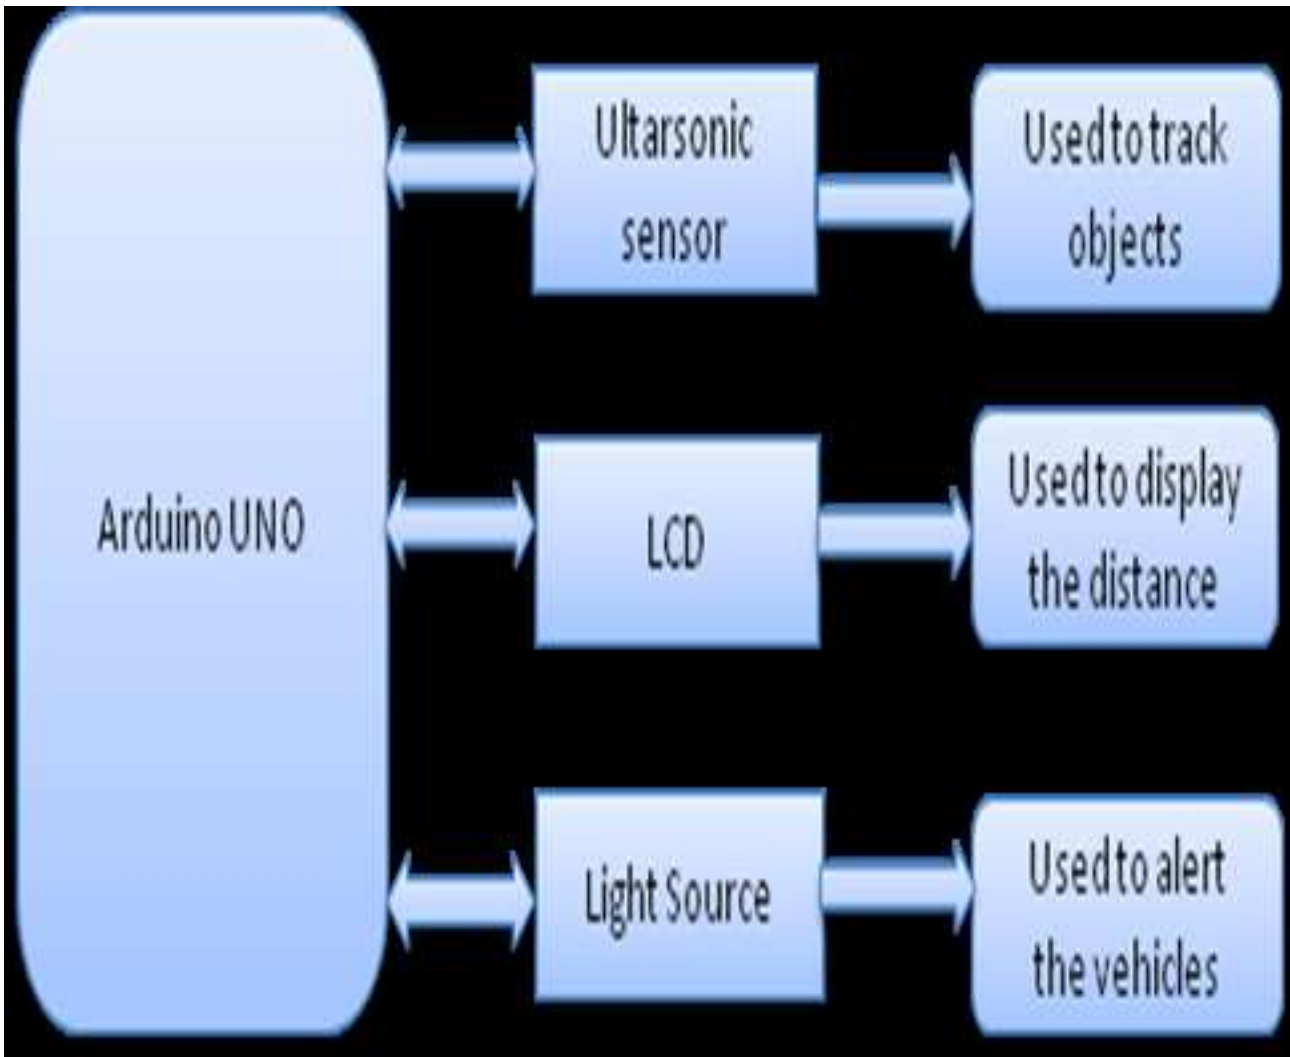 Arduino UNO
Ultarsonic
sensor
Used to track
objects
LCD
Used to display
the distance
Light Source
Used to alert
the vehicles